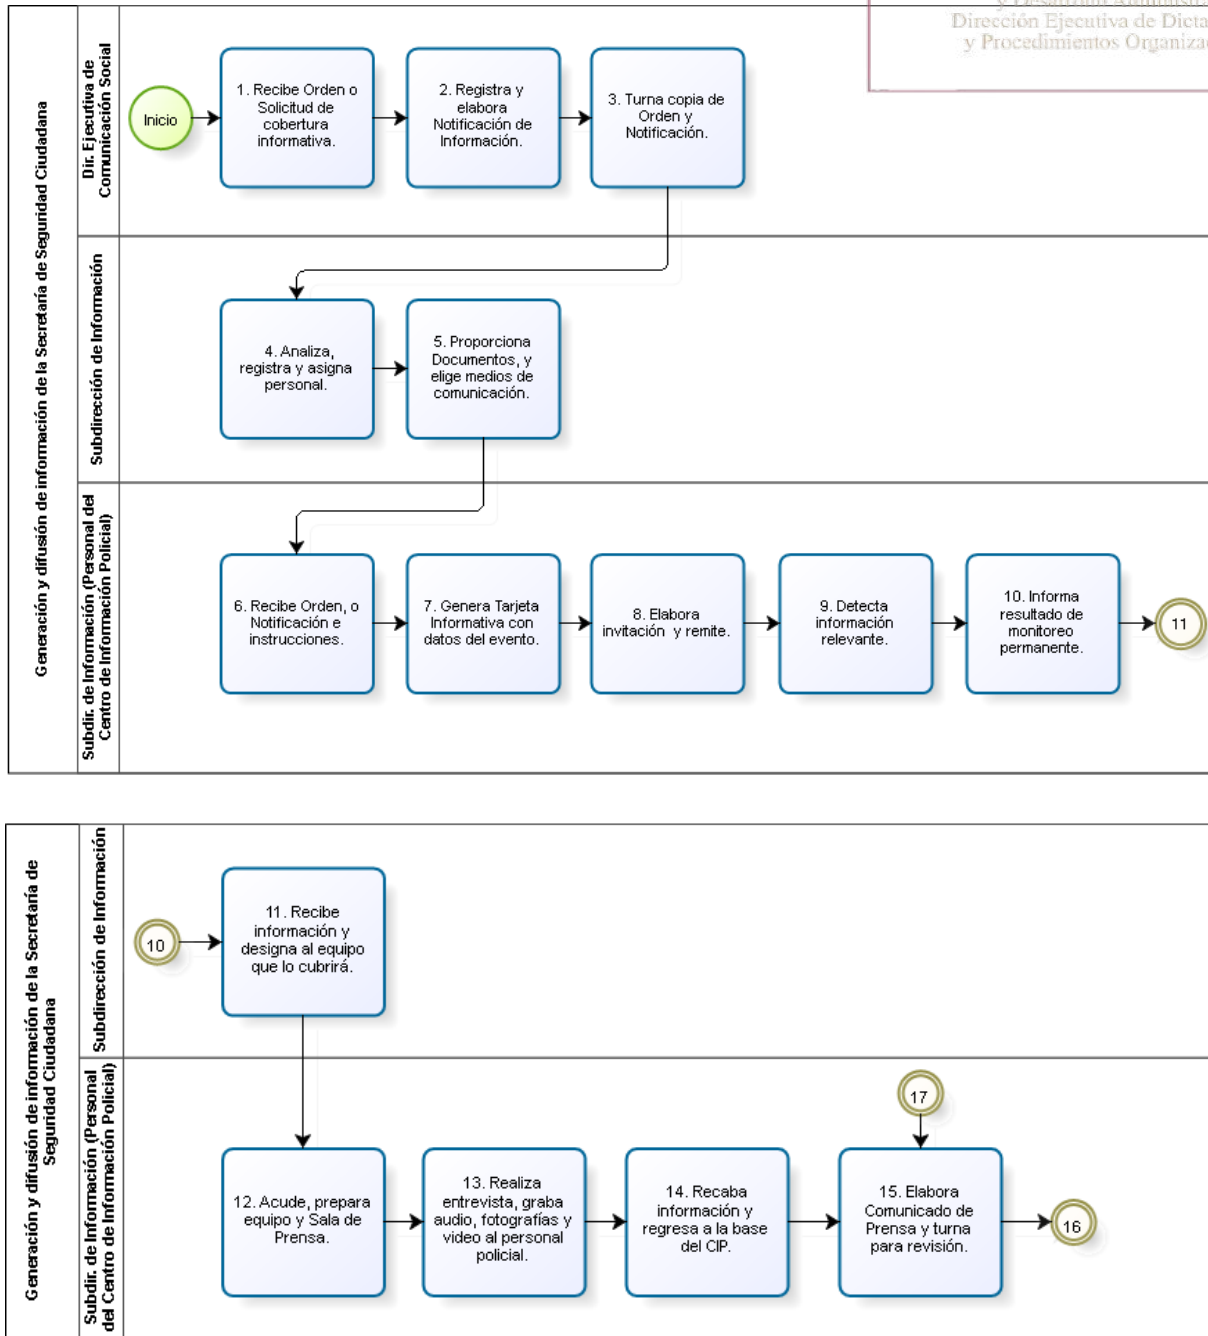 y Desarrollo Administra
Dirección Ejecutiva de Dicta
y Procedimientos Organiza
Generación y difusión de información de la Secretaría de Seguridad Ciudadana
Dir. Ejecutiva de
Comunicación Social
Inicio
1. Recibe Orden o
Solicitud de
cobertura
informativa.
2. Registra y
elabora
Notificación de
Información.
3. Turna copia de
Orden y
Notificación.
Subdirección de Información
4. Analiza,
registra y asigna
personal.
5. Proporciona
Documentos, y
elige medios de
comunicación.
Subdir. de Información (Personal del
Centro de Información Policial)
6. Recibe Orden, o
Notificación e
instrucciones.
7. Genera Tarjeta
Informativa con
datos del evento.
8. Elabora
invitación y remite.
9. Detecta
información
relevante.
10. Informa
resultado de
monitoreo
permanente.
11
Generación y difusión de información de la Secretaría de
Seguridad Ciudadana
Subdirección de Información
10
11. Recibe
información y
designa al equipo
que lo cubrirá.
Subdir. de Información (Personal
del Centro de Información Policial)
12. Acude, prepara
equipo y Sala de
Prensa.
13. Realiza
entrevista, graba
audio, fotografías y
video al personal
policial.
14. Recaba
información y
regresa a la base
del CIP.
17
15. Elabora
Comunicado de
Prensa y turna
para revisión.
16